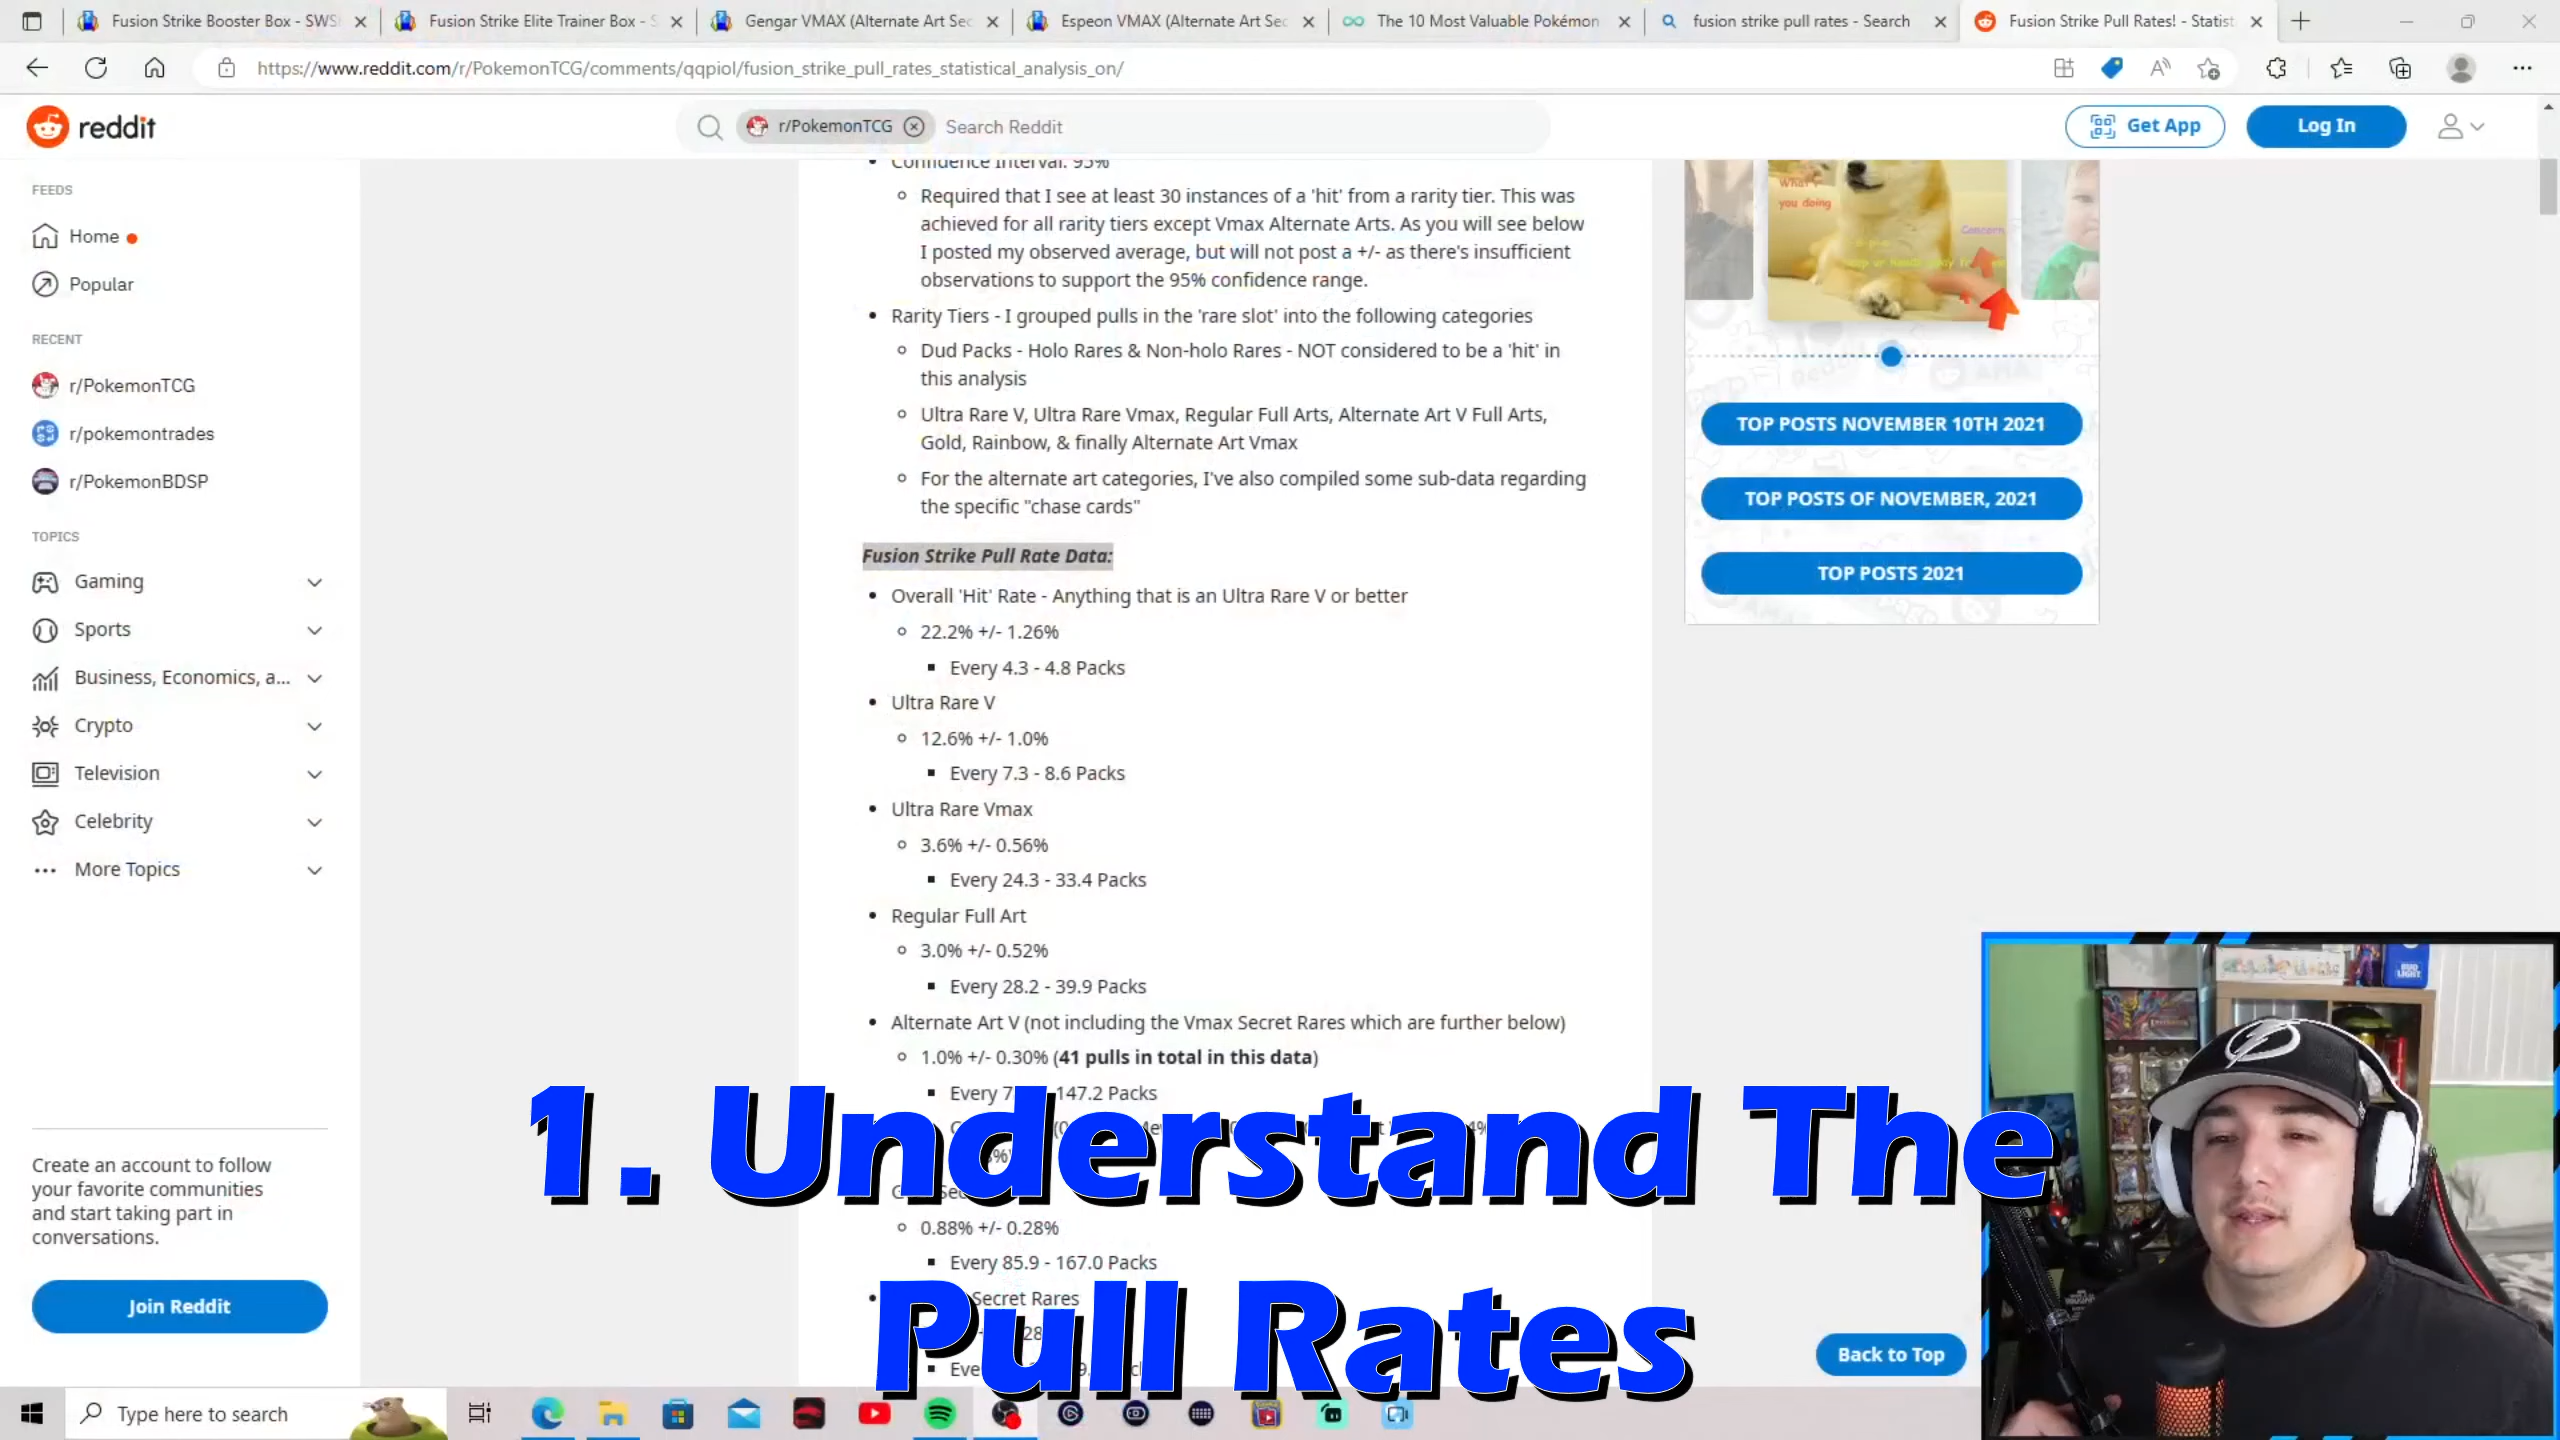 Fusion Strike Booster Box - SWS
Fusion Strike Elite Trainer Box - S
Gengar VMAX (Alternate Art Sec
Espeon VMAX (Alternate Art Sec
The 10 Most Valuable Pokémon
fusion strike pull rates - Search
Fusion Strike Pull Rates! - Statist
https://www.reddit.com/r/PokemonTCG/comments/qqpiol/fusion_strike_pull_rates_statistical_analysis_on/
reddit
r/PokemonTCG
Search Reddit
Get App
Log In
FEEDS
Home
Popular
RECENT
r/PokemonTCG
r/pokemontrades
r/PokemonBDSP
TOPICS
Gaming
Sports
Business, Economics, a...
Crypto
Television
Celebrity
More Topics
Create an account to follow
your favorite communities
and start taking part in
conversations.
Join Reddit
Confidence Interval: 95%
Required that I see at least 30 instances of a 'hit' from a rarity tier. This was
achieved for all rarity tiers except Vmax Alternate Arts. As you will see below
I posted my observed average, but will not post a +/- as there's insufficient
observations to support the 95% confidence range.
Rarity Tiers - I grouped pulls in the 'rare slot' into the following categories
Dud Packs - Holo Rares & Non-holo Rares - NOT considered to be a 'hit' in
this analysis
Ultra Rare V, Ultra Rare Vmax, Regular Full Arts, Alternate Art V Full Arts,
Gold, Rainbow, & finally Alternate Art Vmax
For the alternate art categories, I've also compiled some sub-data regarding
the specific "chase cards"
Fusion Strike Pull Rate Data:
Overall 'Hit' Rate - Anything that is an Ultra Rare V or better
22.2% +/- 1.26%
Every 4.3 - 4.8 Packs
Ultra Rare V
12.6% +/- 1.0%
Every 7.3 - 8.6 Packs
Ultra Rare Vmax
3.6% +/- 0.56%
Every 24.3 - 33.4 Packs
Regular Full Art
3.0% +/- 0.52%
Every 28.2 - 39.9 Packs
Alternate Art V (not including the Vmax Secret Rares which are further below)
1.0% +/- 0.30% (41 pulls in total in this data)
Every 147.2 Packs
0.88% +/- 0.28%
Every 85.9 - 167.0 Packs
Secret Rares
What
you doing
Concern
TOP POSTS NOVEMBER 10TH 2021
TOP POSTS OF NOVEMBER, 2021
TOP POSTS 2021
Back to Top
1. Understand The
Pull Rates
BUD
LIGHT
Type here to search